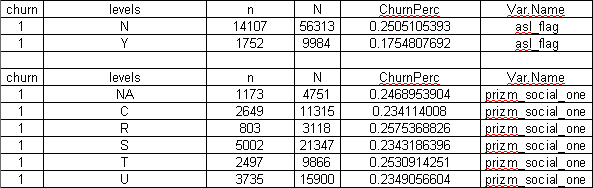 churn levels n N ChurnPerc Var.Name
1 N 14107 56313 0.2505105393 asl_flag
1 Y 1752 9984 0.1754807692 asl_flag
churn levels n N ChurnPerc Var.Name
1 NA 1173 4751 0.2468953904 prizm_social_one
1 C 2649 11315 0.234114008 prizm_social_one
1 R 803 3118 0.2575368826 prizm_social_one
1 S 5002 21347 0.2343186396 prizm_social_one
1 T 2497 9866 0.2530914251 prizm_social_one
1 U 3735 15900 0.2349056604 prizm_social_one